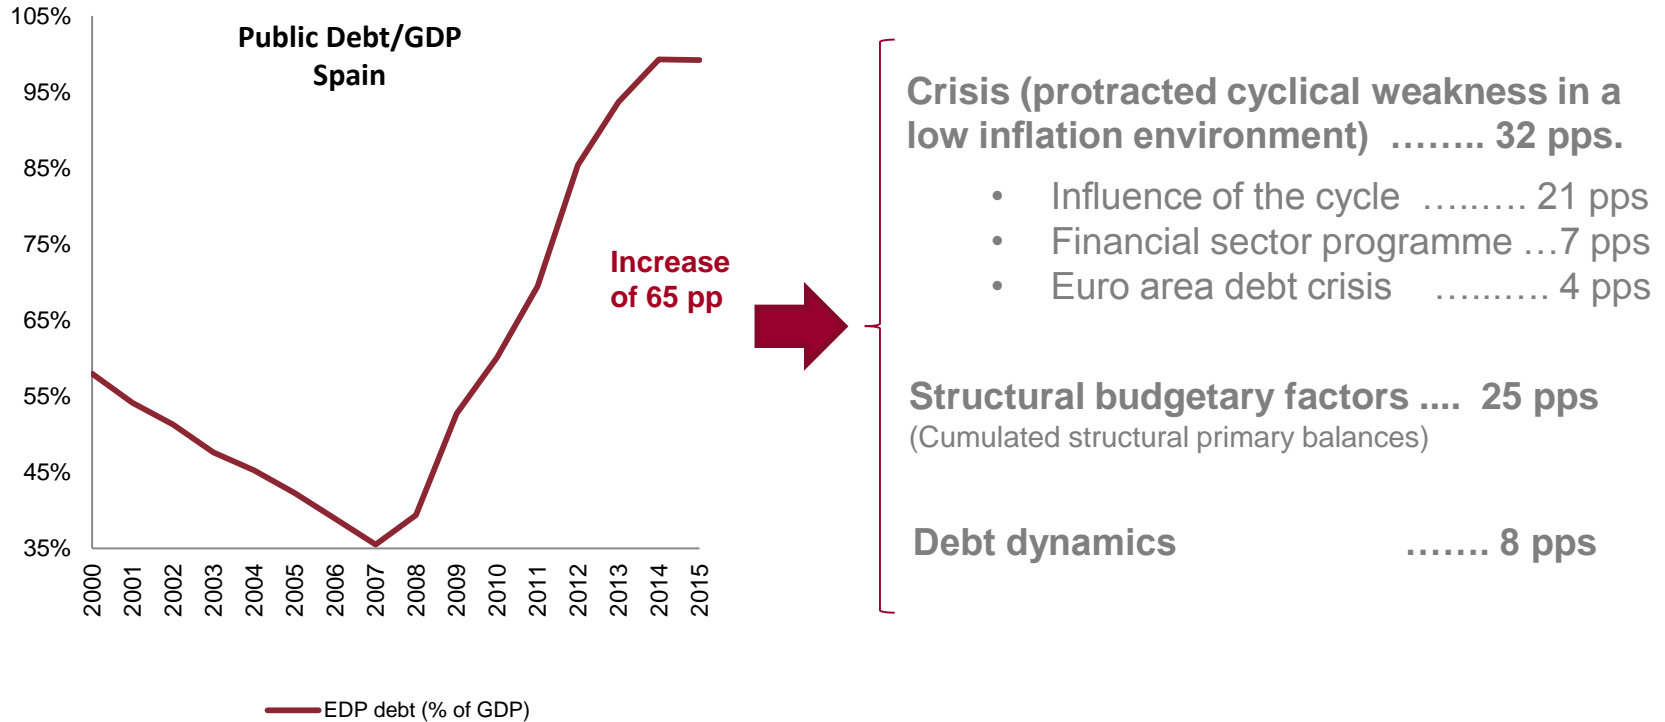 Public Debt/GDP
Spain
105%
95%
85%
75%
65%
55%
45%
35%
2000
2001
2002
2003
2004
2005
2006
2007
2008
2009
2010
2011
2012
2013
2014
2015
EDP debt (% of GDP)
Increase
of 65 pp
Crisis (protracted cyclical weakness in a
low inflation environment) …….. 32 pps.
• Influence of the cycle …..…. 21 pps
• Financial sector programme …7 pps
• Euro area debt crisis …..…. 4 pps
Structural budgetary factors .... 25 pps
(Cumulated structural primary balances)
Debt dynamics ……. 8 pps